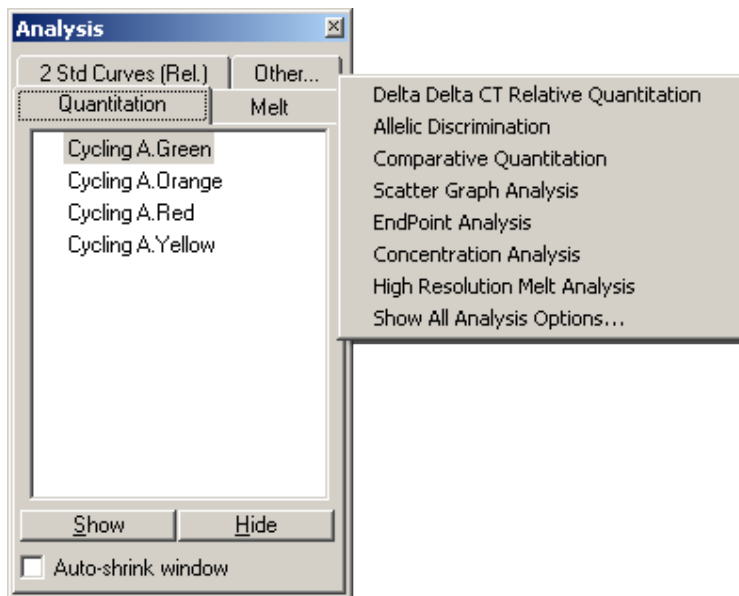 Analysis
2 Std Curves (Rel.) Other...
Quantitation Melt
Cycling A.Green
Cycling A.Orange
Cycling A.Red
Cycling A.Yellow
Show Hide
Auto-shrink window
Delta Delta CT Relative Quantitation
Allelic Discrimination
Comparative Quantitation
Scatter Graph Analysis
EndPoint Analysis
Concentration Analysis
High Resolution Melt Analysis
Show All Analysis Options...